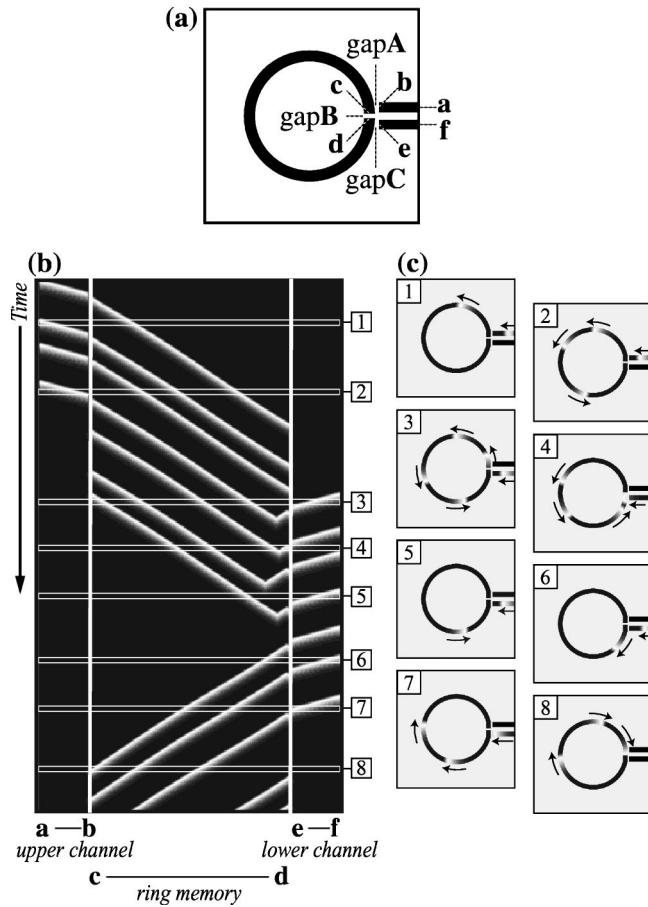 (a)
gapA
c b
a
gapB
f
d e
gapC
(b)
Time
1
2
3
4
5
6
7
8
a — b
upper channel
e — f
lower channel
c — d
ring memory
(c)
1
2
3
4
5
6
7
8